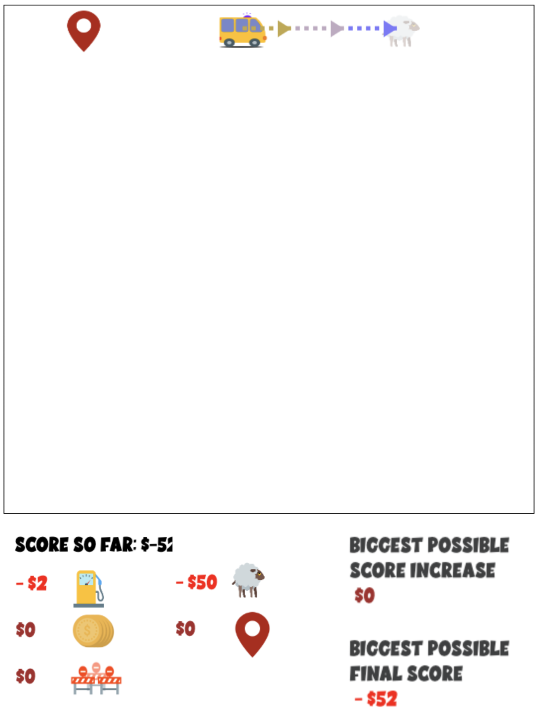 SCORE SO FAR: $-52
- $2
- $50
$0
$0
$0
BIGGEST POSSIBLE
SCORE INCREASE
$0
BIGGEST POSSIBLE
FINAL SCORE
- $52